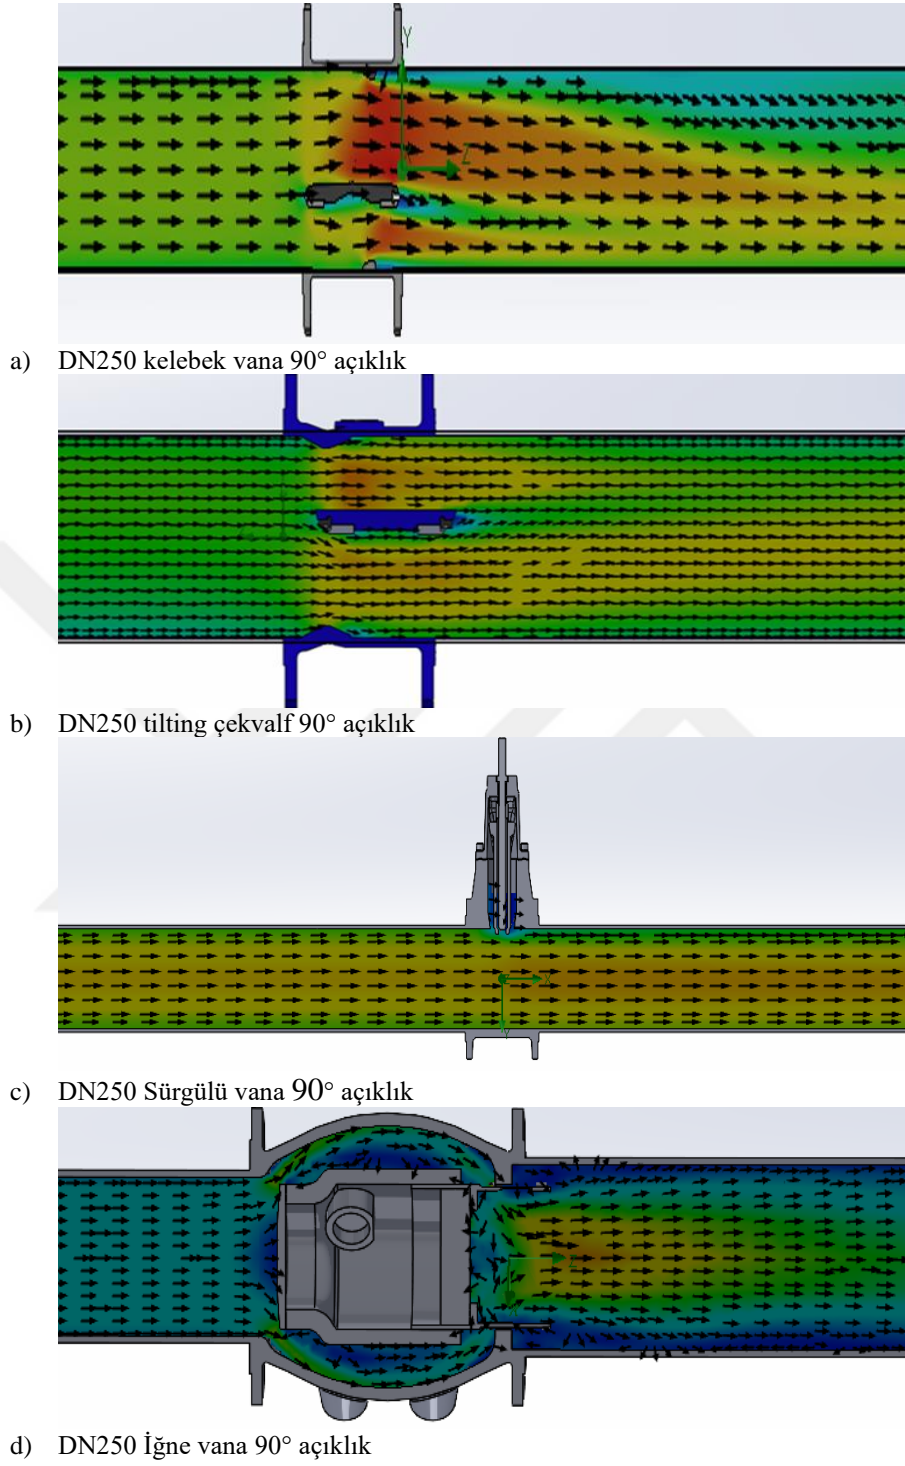 Y
Z
a) DN250 kelebek vana 90° açıklık
b) DN250 tilting çekvalf 90° açıklık
X
Y
c) DN250 Sürgülü vana 90° açıklık
Z
d) DN250 İğne vana 90° açıklık